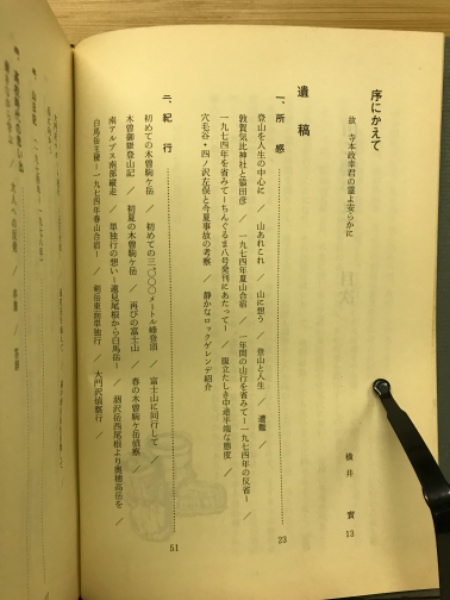 序にかえて
故 寺本政幸君の霊よ安らかに
横井 實 13
遺稿
一、所感 23
登山を人生の中心に / 山あれこれ / 山に想う / 登山と人生 / 遭難 /
敦賀気比神社と猿田彦 / 一九七四年夏山合宿 / 一年間の山行を省みて―一九七四年の反省― /
一九七四年を省みて―ちんぐるま八号発刊にあたって― / 腹立たしき中途半端な態度 /
穴毛谷・四ノ沢左俣と今夏事故の考察 / 静かなロックゲレンデ紹介
二、紀行 51
初めての木曽駒ケ岳 / 初めての三、〇〇〇メートル峰登頂 / 富士山に同行して /
木曽御嶽登山記 / 初夏の木曽駒ケ岳 / 再びの富士山 / 春の木曽駒ケ岳偵察 /
南アルプス南部縦走 / 単独行の想い―遠見尾根から白馬岳― / 涸沢岳西尾根より奥穂高岳を /
白馬岳主稜―一九七四年春山合宿― / 剣岳東面単独行 / 大門沢偵察行 /